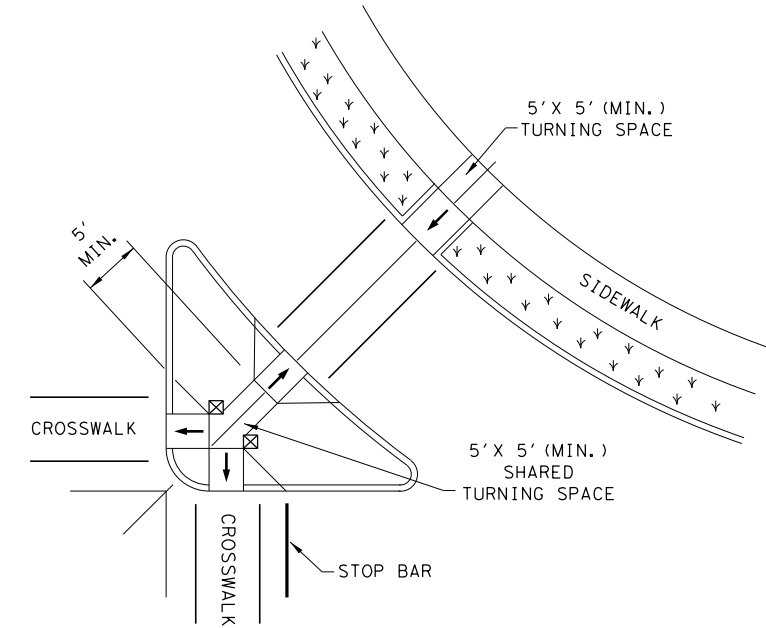 5'X 5'(MIN.)
TURNING SPACE
5'
MIN.
SIDEWALK
CROSSWALK
5'X 5'(MIN.)
SHARED
TURNING SPACE
CROSSWALK
STOP BAR